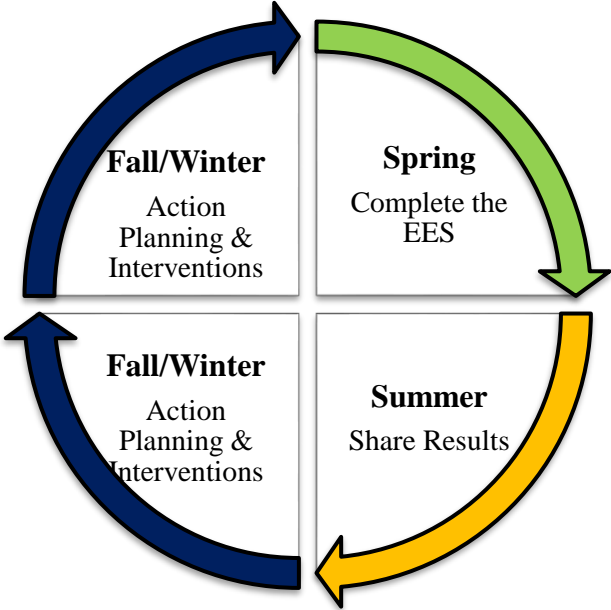 Fall/Winter
Action
Planning &
Interventions
Spring
Complete the
EES
Fall/Winter
Action
Planning &
Interventions
Summer
Share Results